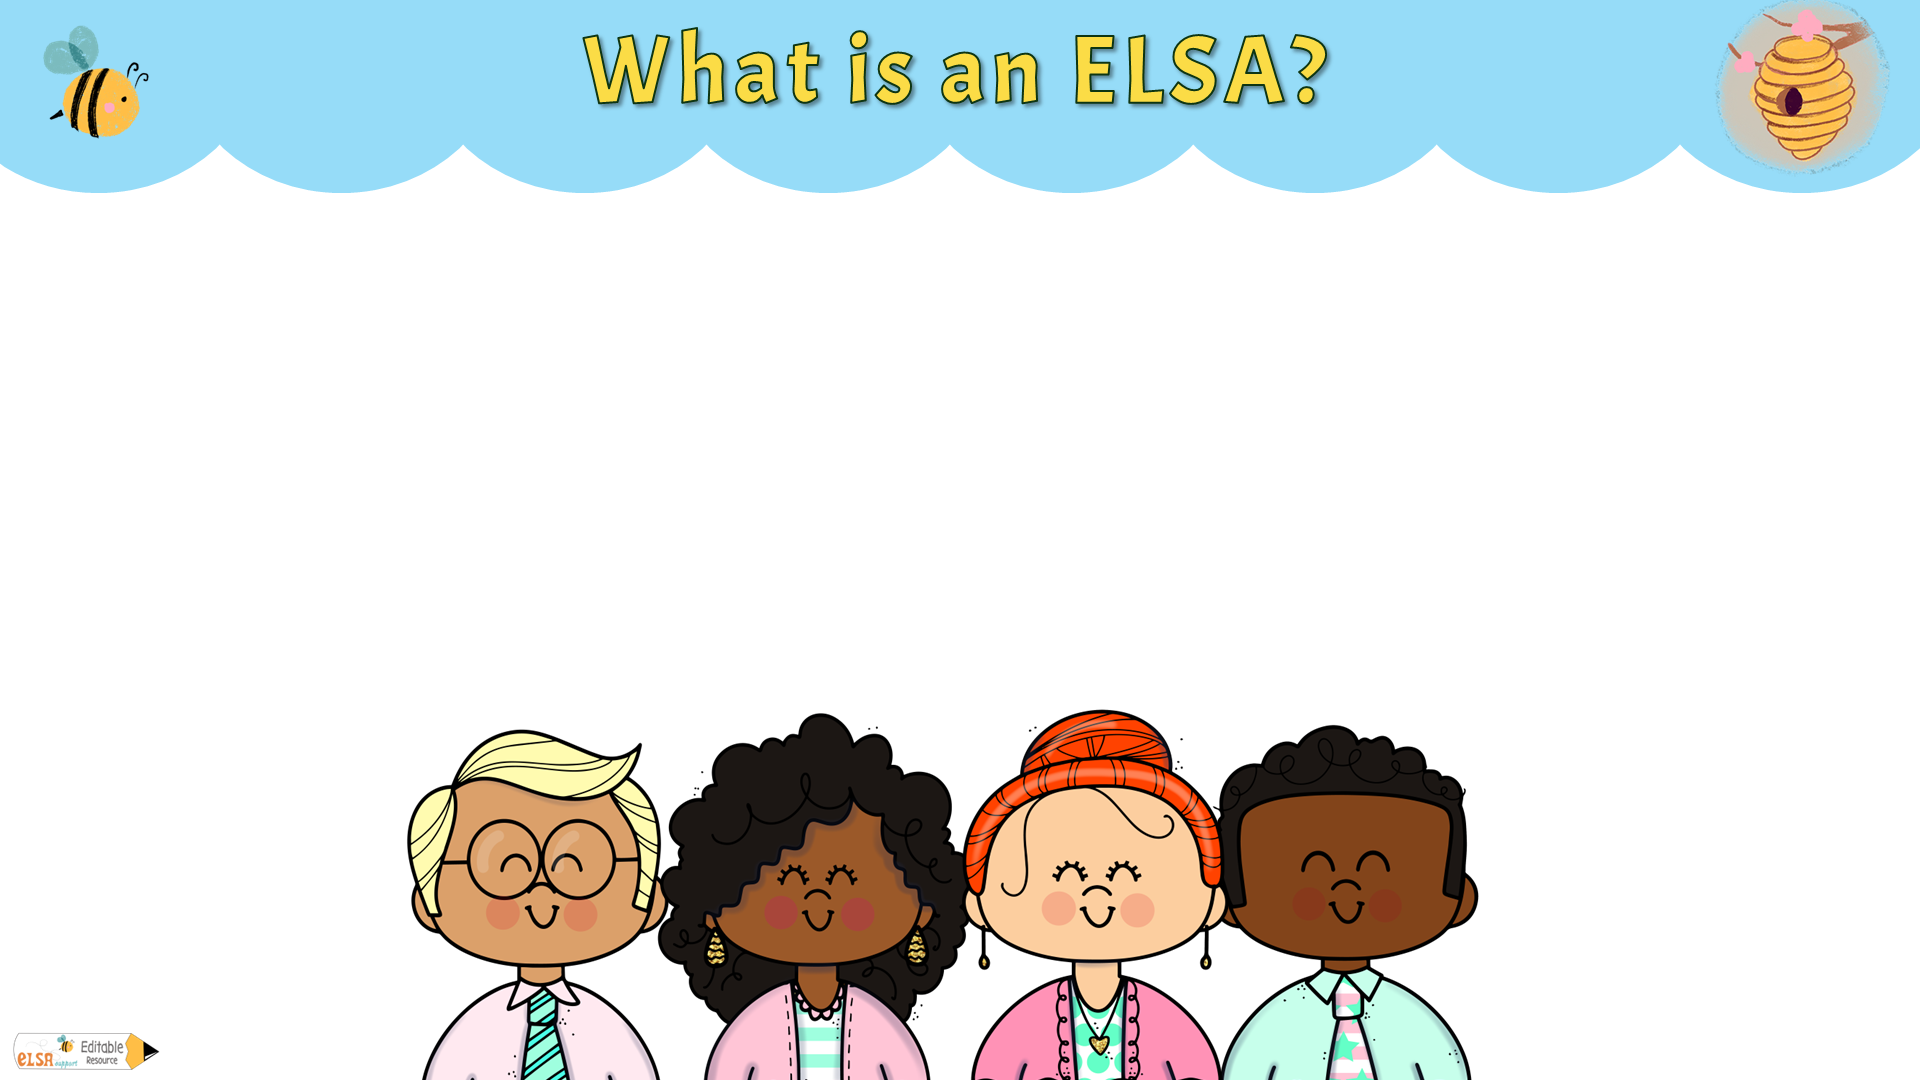 What is an ELSA?
ELSA support
Editable
Resource